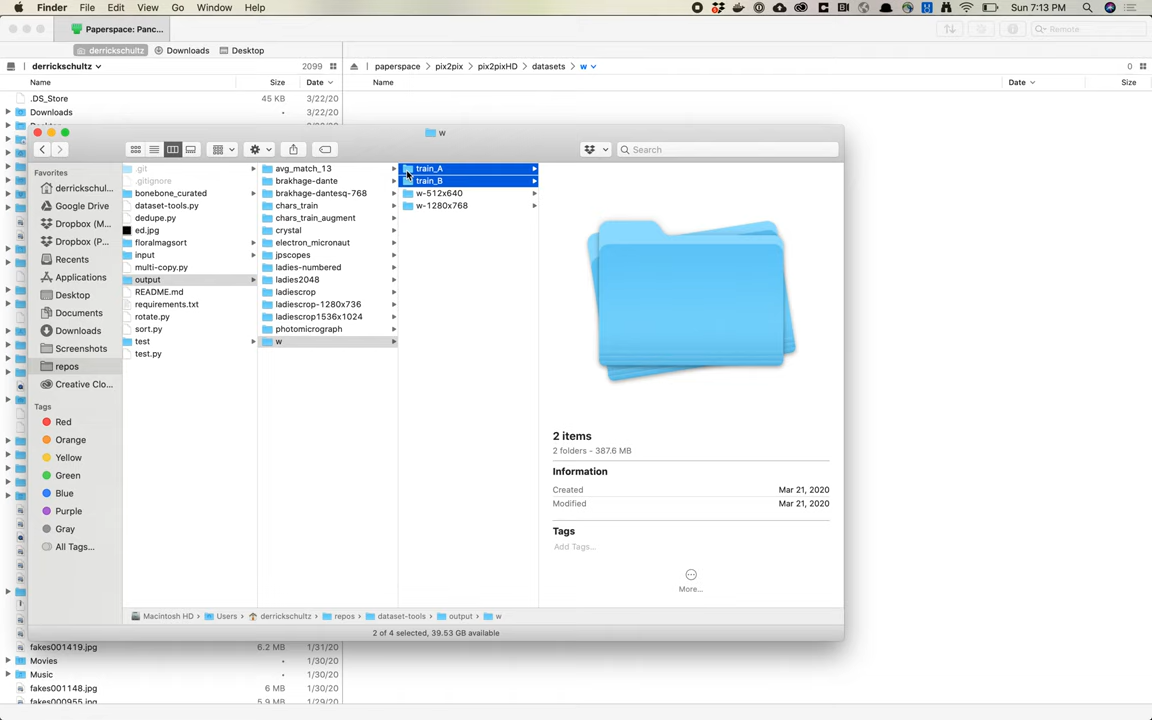 Finder File Edit View Go Window Help Sun 7:13 PM
Paperspace: Panc... Remote
derrickschultz Downloads Desktop
derrickschultz 2099 paperspace > pix2pix > pix2pixHD > datasets > w 0
Name Size Date Name Date Size
.DS_Store 45 KB 3/22/20
Downloads • 3/22/20
w
Search
Favorites
derrickschul...
Google Drive
Dropbox (M...
Dropbox (P...
Recents
Applications
Desktop
Documents
Downloads
Screenshots
repos
Creative Clo...
Tags
Red
Orange
Yellow
Green
Blue
Purple
Gray
All Tags...
.git
.gitignore
bonebone_curated
dataset-tools.py
dedupe.py
ed.jpg
floralmagsort
input
multi-copy.py
output
README.md
requirements.txt
rotate.py
sort.py
test
test.py
avg_match_13
brakhage-dante
brakhage-dantesq-768
chars_train
chars_train_augment
crystal
electron_micronaut
jpscopes
ladies-numbered
ladies2048
ladiescrop
ladiescrop-1280x736
ladiescrop1536x1024
photomicrograph
w
train_A
train_B
w-512x640
w-1280x768
2 items
2 folders - 387.6 MB
Information
Created Mar 21, 2020
Modified Mar 21, 2020
Tags
Add Tags...
More...
Macintosh HD > Users > derrickschultz > repos > dataset-tools > output > w
2 of 4 selected, 39.53 GB available
fakes001419.jpg 6.2 MB 1/31/20
Movies • 1/30/20
Music • 1/30/20
fakes001148.jpg 6 MB 1/30/20
fakes000955.jpg 5.9 MB 1/29/20